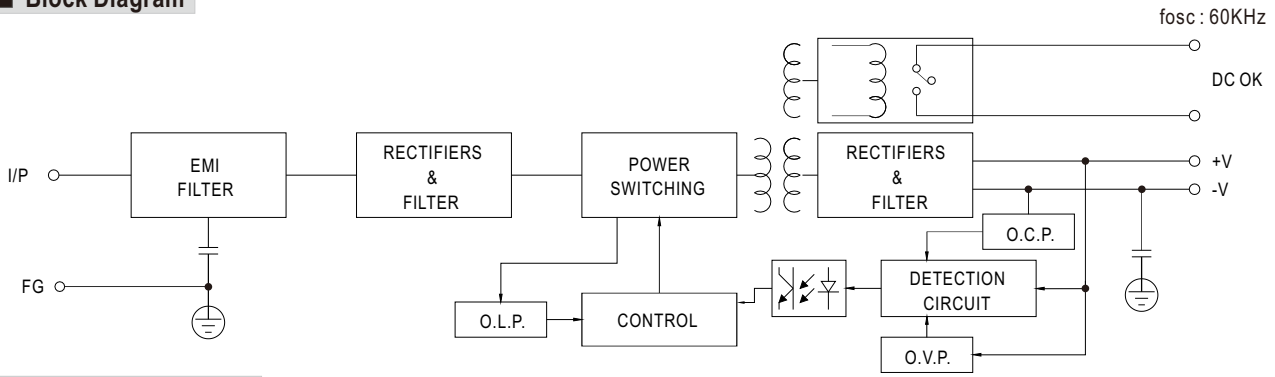 Block Diagram
fosc : 60KHz
DC OK
I/P
EMI
FILTER
RECTIFIERS
&
FILTER
POWER
SWITCHING
RECTIFIERS
&
FILTER
+V
-V
O.C.P.
FG
O.L.P.
CONTROL
DETECTION
CIRCUIT
O.V.P.